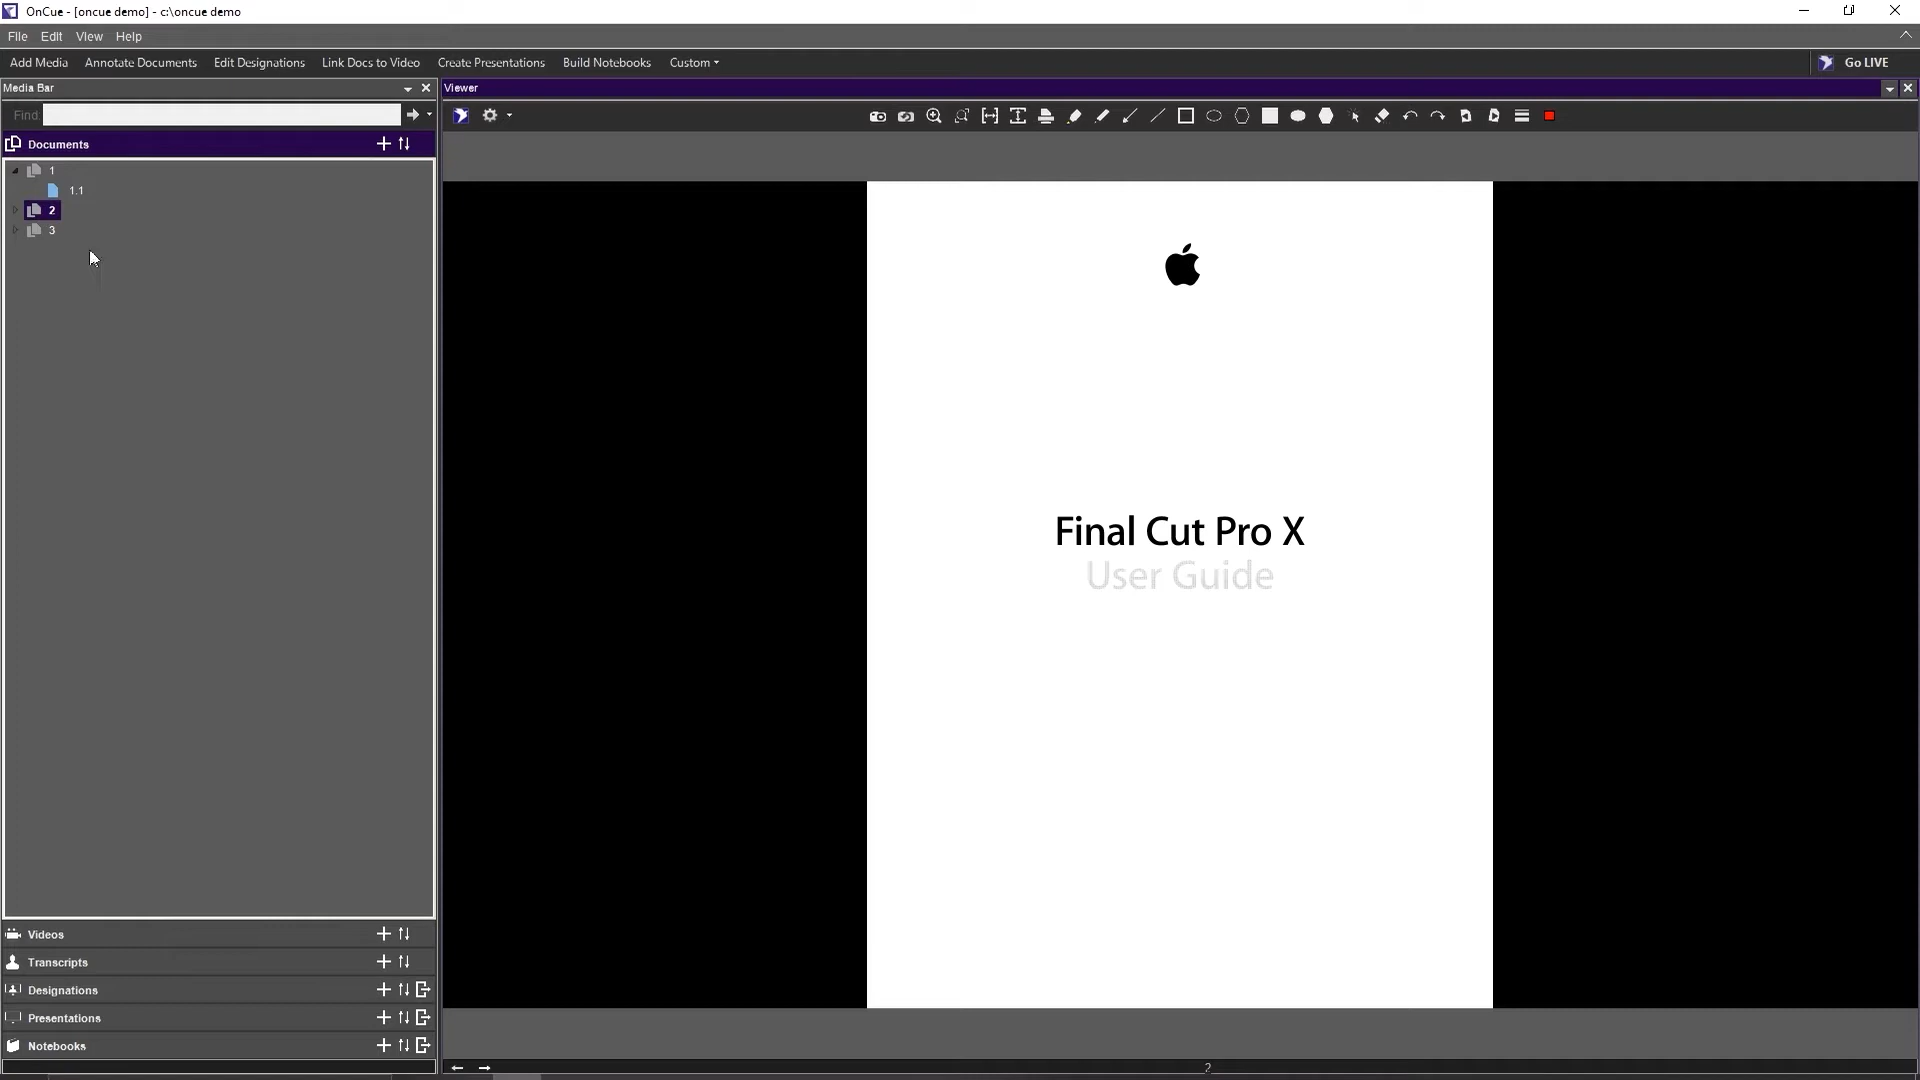 OnCue - [oncue demo] - c:\oncue demo
File Edit View Help
Add Media Annotate Documents Edit Designations Link Docs to Video Create Presentations Build Notebooks Custom Go LIVE
Media Bar
Viewer
Find:
Documents
1
1.1
2
3
Final Cut Pro X
User Guide
Videos
Transcripts
Designations
Presentations
Notebooks
2